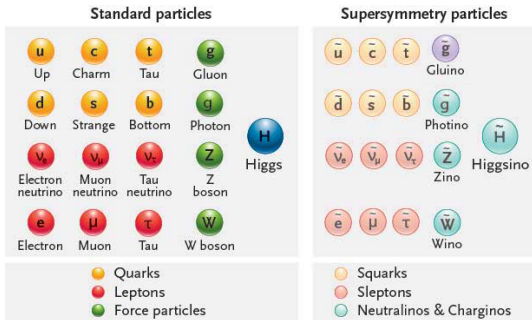 Standard particles
u c t g
Up Charm Tau Gluon
d s b g
Down Strange Bottom Photon
H
Higgs
νe νμ ντ Z
Electron neutrino Muon neutrino Tau neutrino Z boson
e μ τ W
Electron Muon Tau W boson
Quarks
Leptons
Force particles
Supersymmetry particles
ũ c̃ t̃ g̃
Gluino
d̃ s̃ b̃ g̃
Photino
H̃
Higgsino
ν̃e ν̃μ ν̃τ Z̃
Zino
ẽ μ̃ τ̃ W̃
Wino
Squarks
Sleptons
Neutralinos & Charginos